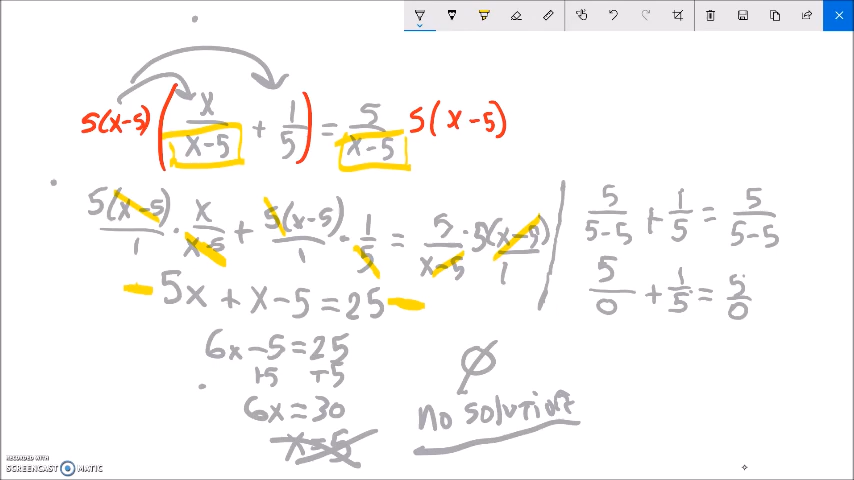 5(x-5) ( x/(x-5) + 1/5 ) = 5/(x-5) 5(x-5)
5(x-5)/1 · x/(x-5) + 5(x-5)/1 · 1/5 = 5/(x-5) · 5(x-5)/1
5x + x - 5 = 25
6x - 5 = 25
+5 +5
6x = 30
x = 5
5/(5-5) + 1/5 = 5/(5-5)
5/0 + 1/5 = 5/0
∅
no solution
RECORDED WITH
SCREENCAST MATIC